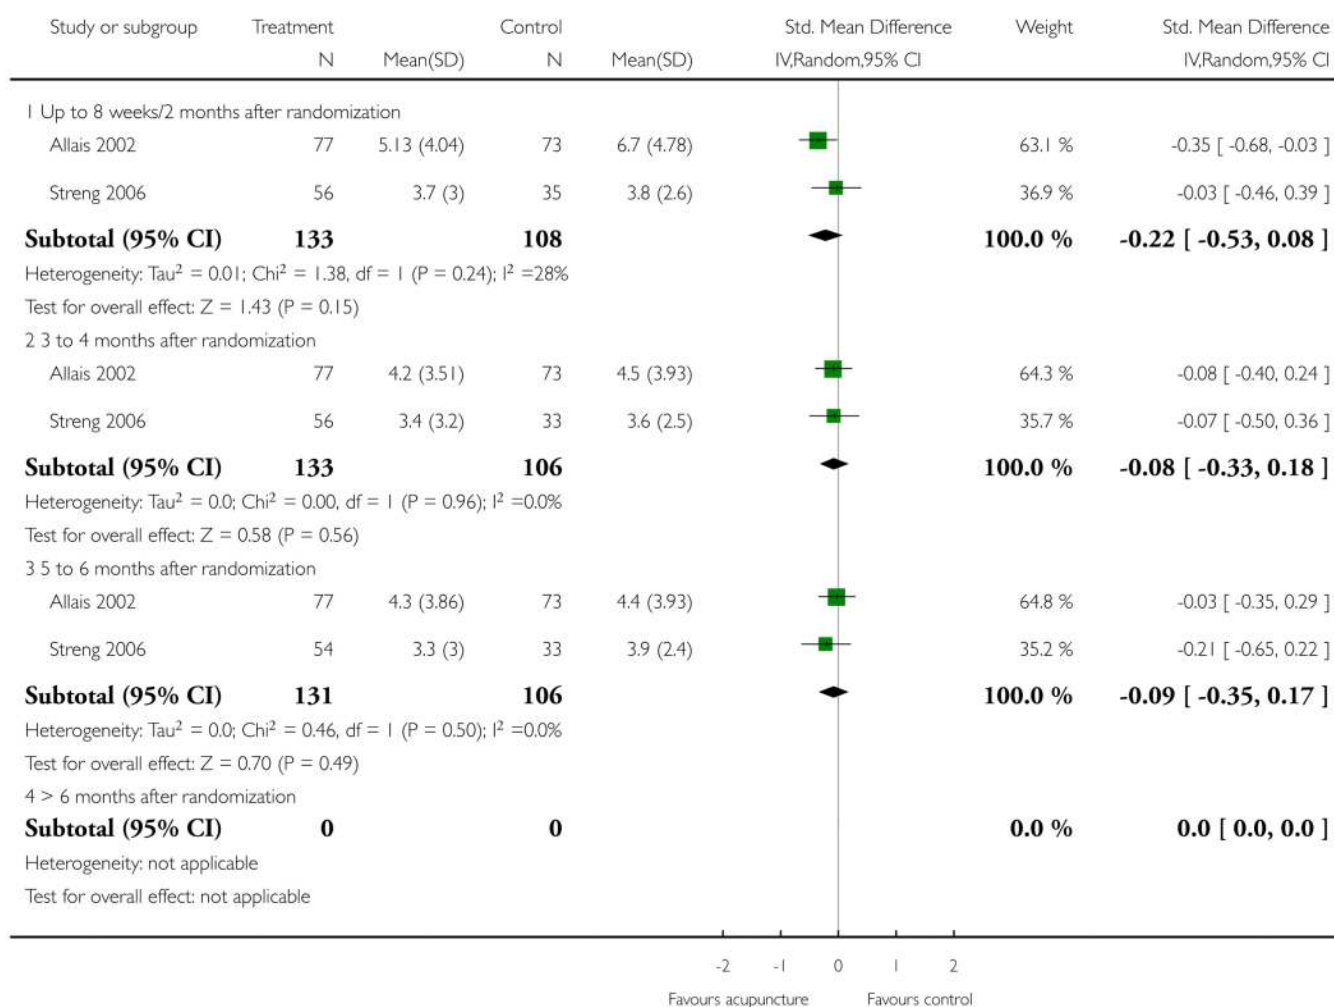 Study or subgroup Treatment Control Std. Mean Difference Weight Std. Mean Difference
N Mean(SD) N Mean(SD) IV,Random,95% CI IV,Random,95% CI
1 Up to 8 weeks/2 months after randomization
Allais 2002 77 5.13 (4.04) 73 6.7 (4.78) 63.1 % -0.35 [ -0.68, -0.03 ]
Streng 2006 56 3.7 (3) 35 3.8 (2.6) 36.9 % -0.03 [ -0.46, 0.39 ]
Subtotal (95% CI) 133 108 100.0 % -0.22 [ -0.53, 0.08 ]
Heterogeneity: Tau² = 0.01; Chi² = 1.38, df = 1 (P = 0.24); I² =28%
Test for overall effect: Z = 1.43 (P = 0.15)
2 3 to 4 months after randomization
Allais 2002 77 4.2 (3.51) 73 4.5 (3.93) 64.3 % -0.08 [ -0.40, 0.24 ]
Streng 2006 56 3.4 (3.2) 33 3.6 (2.5) 35.7 % -0.07 [ -0.50, 0.36 ]
Subtotal (95% CI) 133 106 100.0 % -0.08 [ -0.33, 0.18 ]
Heterogeneity: Tau² = 0.0; Chi² = 0.00, df = 1 (P = 0.96); I² =0.0%
Test for overall effect: Z = 0.58 (P = 0.56)
3 5 to 6 months after randomization
Allais 2002 77 4.3 (3.86) 73 4.4 (3.93) 64.8 % -0.03 [ -0.35, 0.29 ]
Streng 2006 54 3.3 (3) 33 3.9 (2.4) 35.2 % -0.21 [ -0.65, 0.22 ]
Subtotal (95% CI) 131 106 100.0 % -0.09 [ -0.35, 0.17 ]
Heterogeneity: Tau² = 0.0; Chi² = 0.46, df = 1 (P = 0.50); I² =0.0%
Test for overall effect: Z = 0.70 (P = 0.49)
4 > 6 months after randomization
Subtotal (95% CI) 0 0 0.0 % 0.0 [ 0.0, 0.0 ]
Heterogeneity: not applicable
Test for overall effect: not applicable
-2 -1 0 1 2
Favours acupuncture Favours control